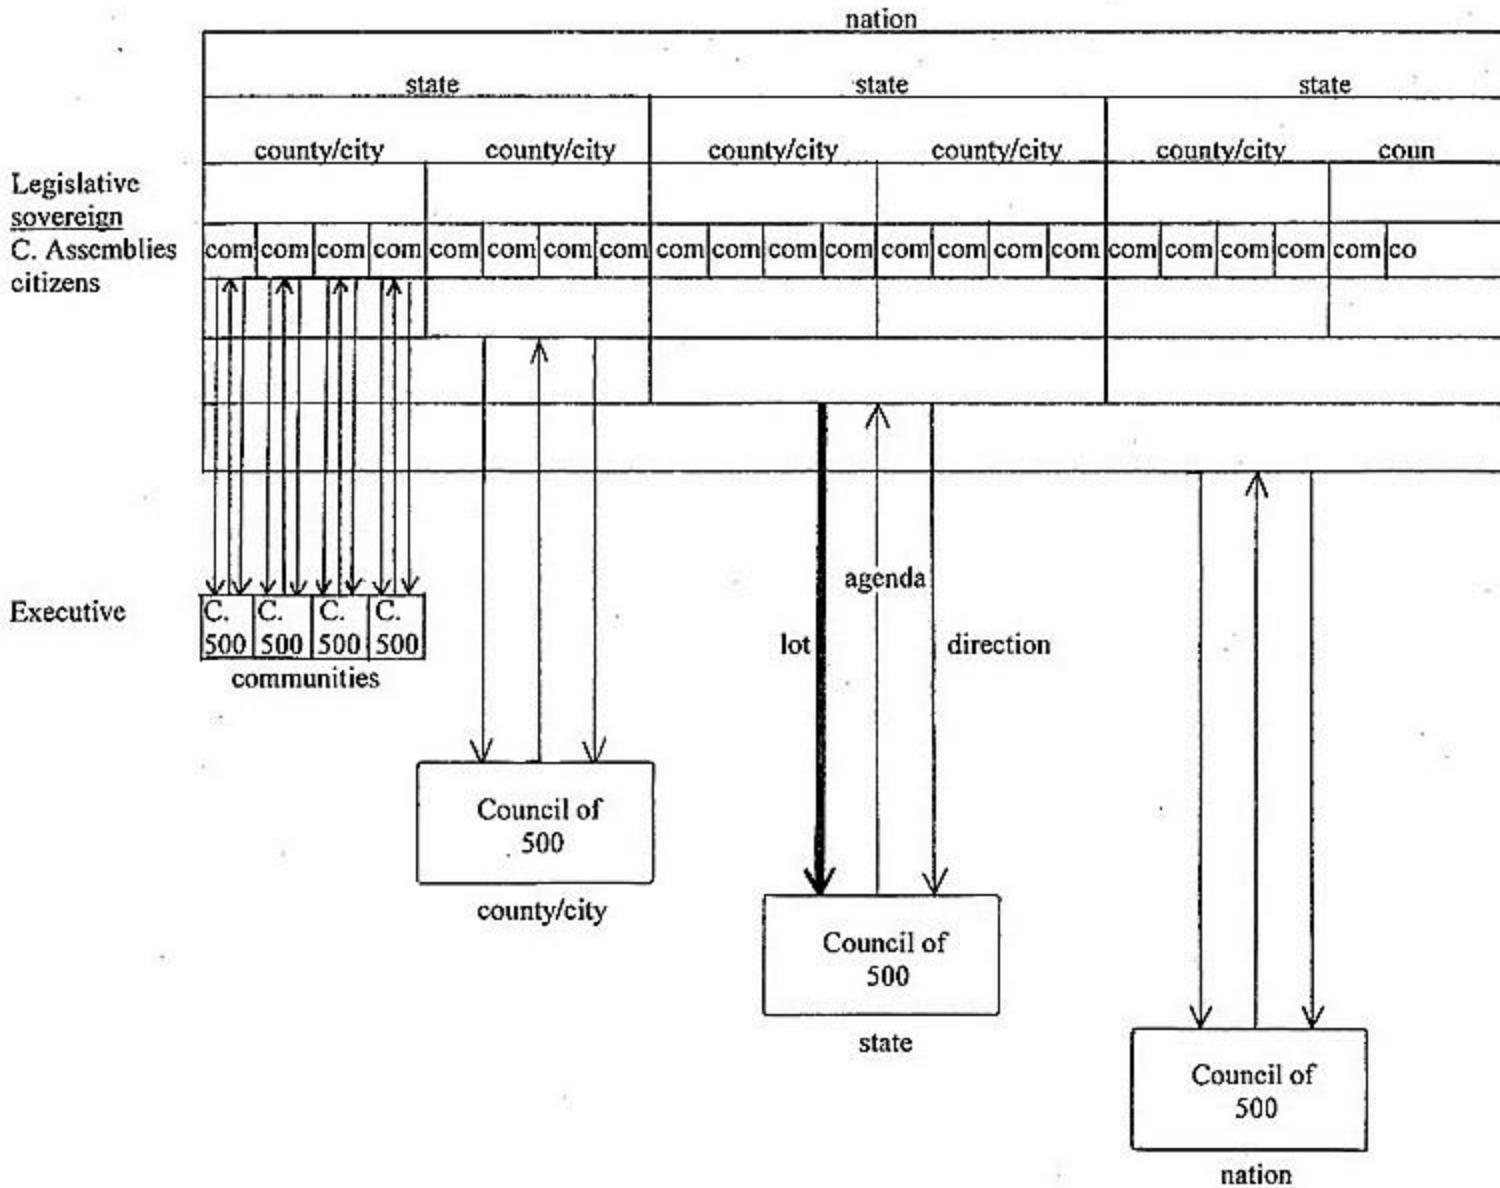 nation
state state state
county/city county/city county/city county/city county/city coun
Legislative
sovereign
C. Assemblies
citizens
com com com com com com com com com com com com com com com com com com com com com co
Executive
C. 500
C. 500
C. 500
C. 500
communities
lot
agenda
direction
Council of
500
county/city
Council of
500
state
Council of
500
nation